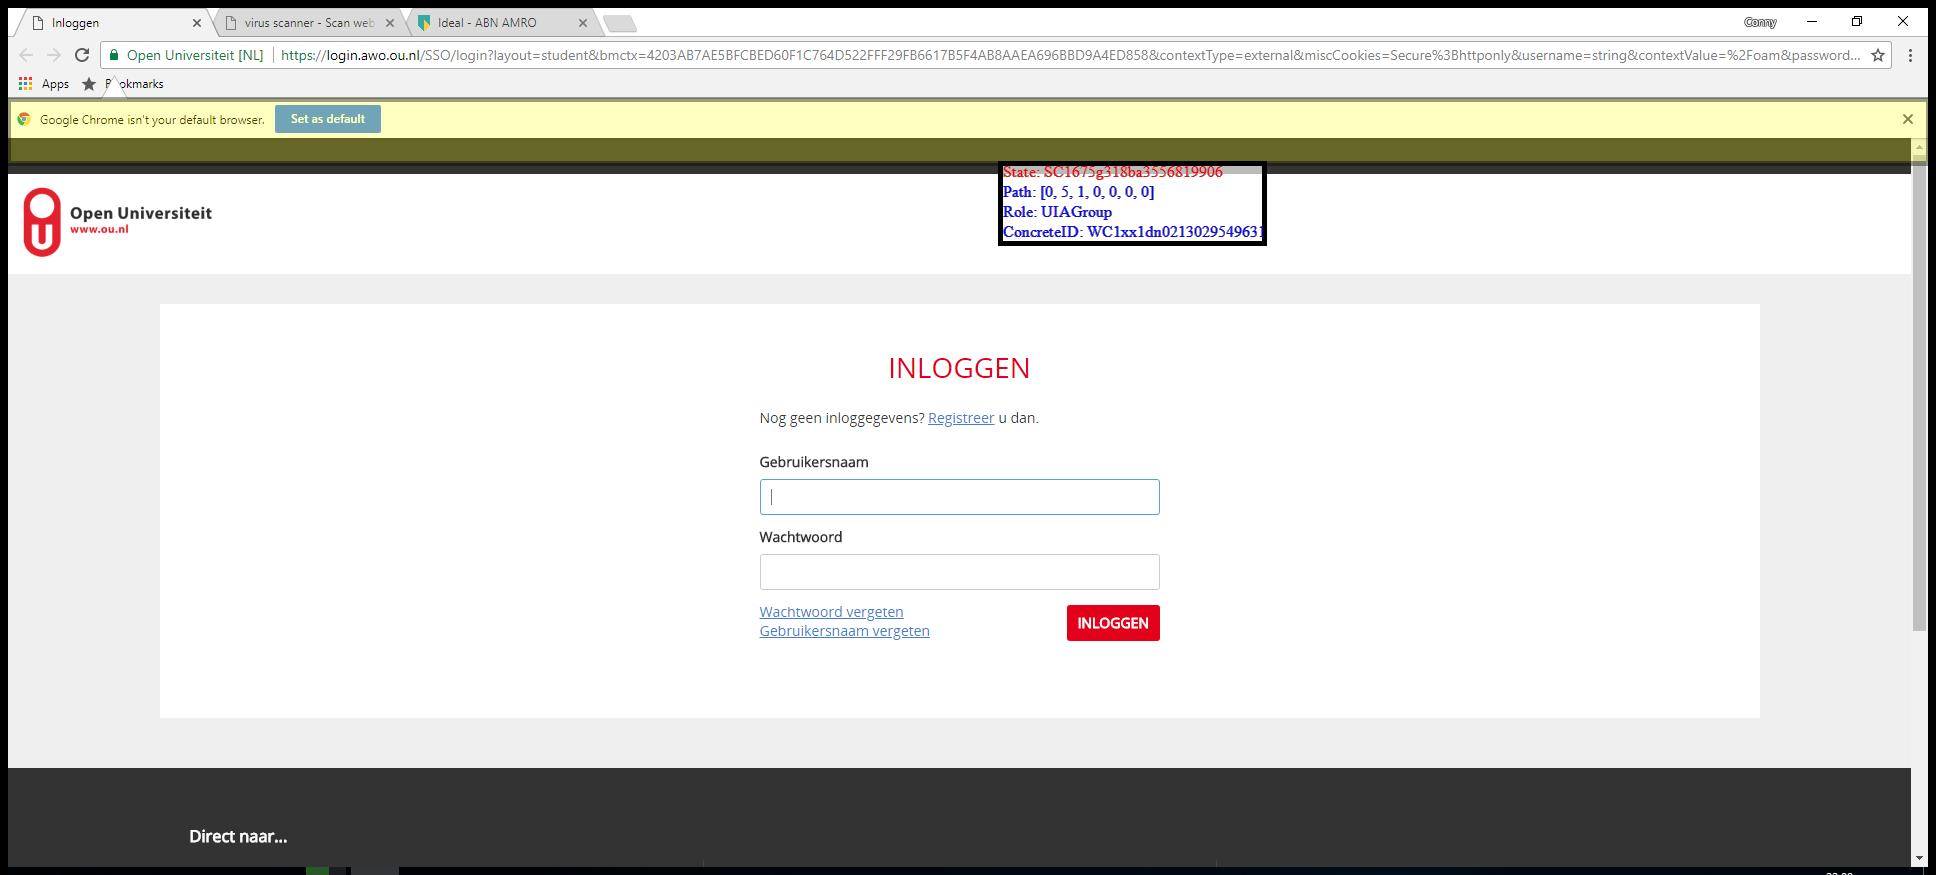 Inloggen
virus scanner - Scan web
Ideal - ABN AMRO
Conny
Open Universiteit [NL]
https://login.awo.ou.nl/SSO/login?layout=student&bmctx=4203AB7AE5BFCBED60F1C764D522FFF29FB6617B5F4AB8AAEA696BBD9A4ED858&contextType=external&miscCookies=Secure%3Bhttponly&username=string&contextValue=%2Foam&password...
Apps
Bookmarks
Google Chrome isn't your default browser.
Set as default
State: SC1675g318ba3556819906
Path: [0, 5, 1, 0, 0, 0, 0]
Role: UIAGroup
ConcreteID: WC1xx1dn0213029549631
Open Universiteit
www.ou.nl
INLOGGEN
Nog geen inloggegevens? Registreer u dan.
Gebruikersnaam
Wachtwoord
Wachtwoord vergeten
Gebruikersnaam vergeten
INLOGGEN
Direct naar...